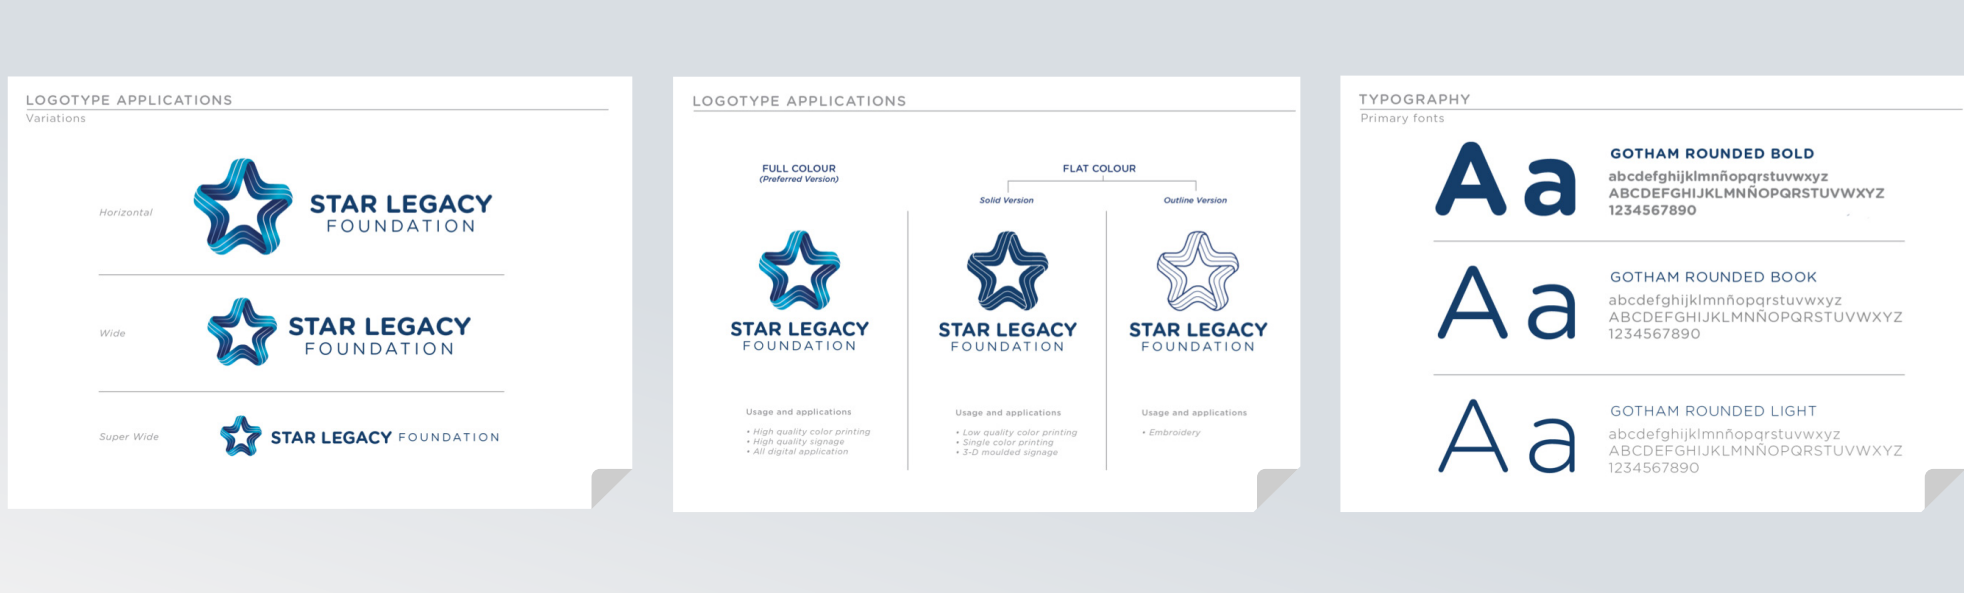 LOGOTYPE APPLICATIONS
Variations
Horizontal
STAR LEGACY
FOUNDATION
Wide
STAR LEGACY
FOUNDATION
Super Wide
STAR LEGACY FOUNDATION
LOGOTYPE APPLICATIONS
FULL COLOUR
(Preferred Version)
FLAT COLOUR
Solid Version
Outline Version
STAR LEGACY
FOUNDATION
STAR LEGACY
FOUNDATION
STAR LEGACY
FOUNDATION
Usage and applications
• High quality color printing
• High quality signage
• All digital application
Usage and applications
• Low quality color printing
• Single color printing
• 3-D moulded signage
Usage and applications
• Embroidery
TYPOGRAPHY
Primary fonts
Aa
GOTHAM ROUNDED BOLD
abcdefghijklmnñopqrstuvwxyz
ABCDEFGHIJKLMNÑOPQRSTUVWXYZ
1234567890
Aa
GOTHAM ROUNDED BOOK
abcdefghijklmnñopqrstuvwxyz
ABCDEFGHIJKLMNÑOPQRSTUVWXYZ
1234567890
Aa
GOTHAM ROUNDED LIGHT
abcdefghijklmnñopqrstuvwxyz
ABCDEFGHIJKLMNÑOPQRSTUVWXYZ
1234567890